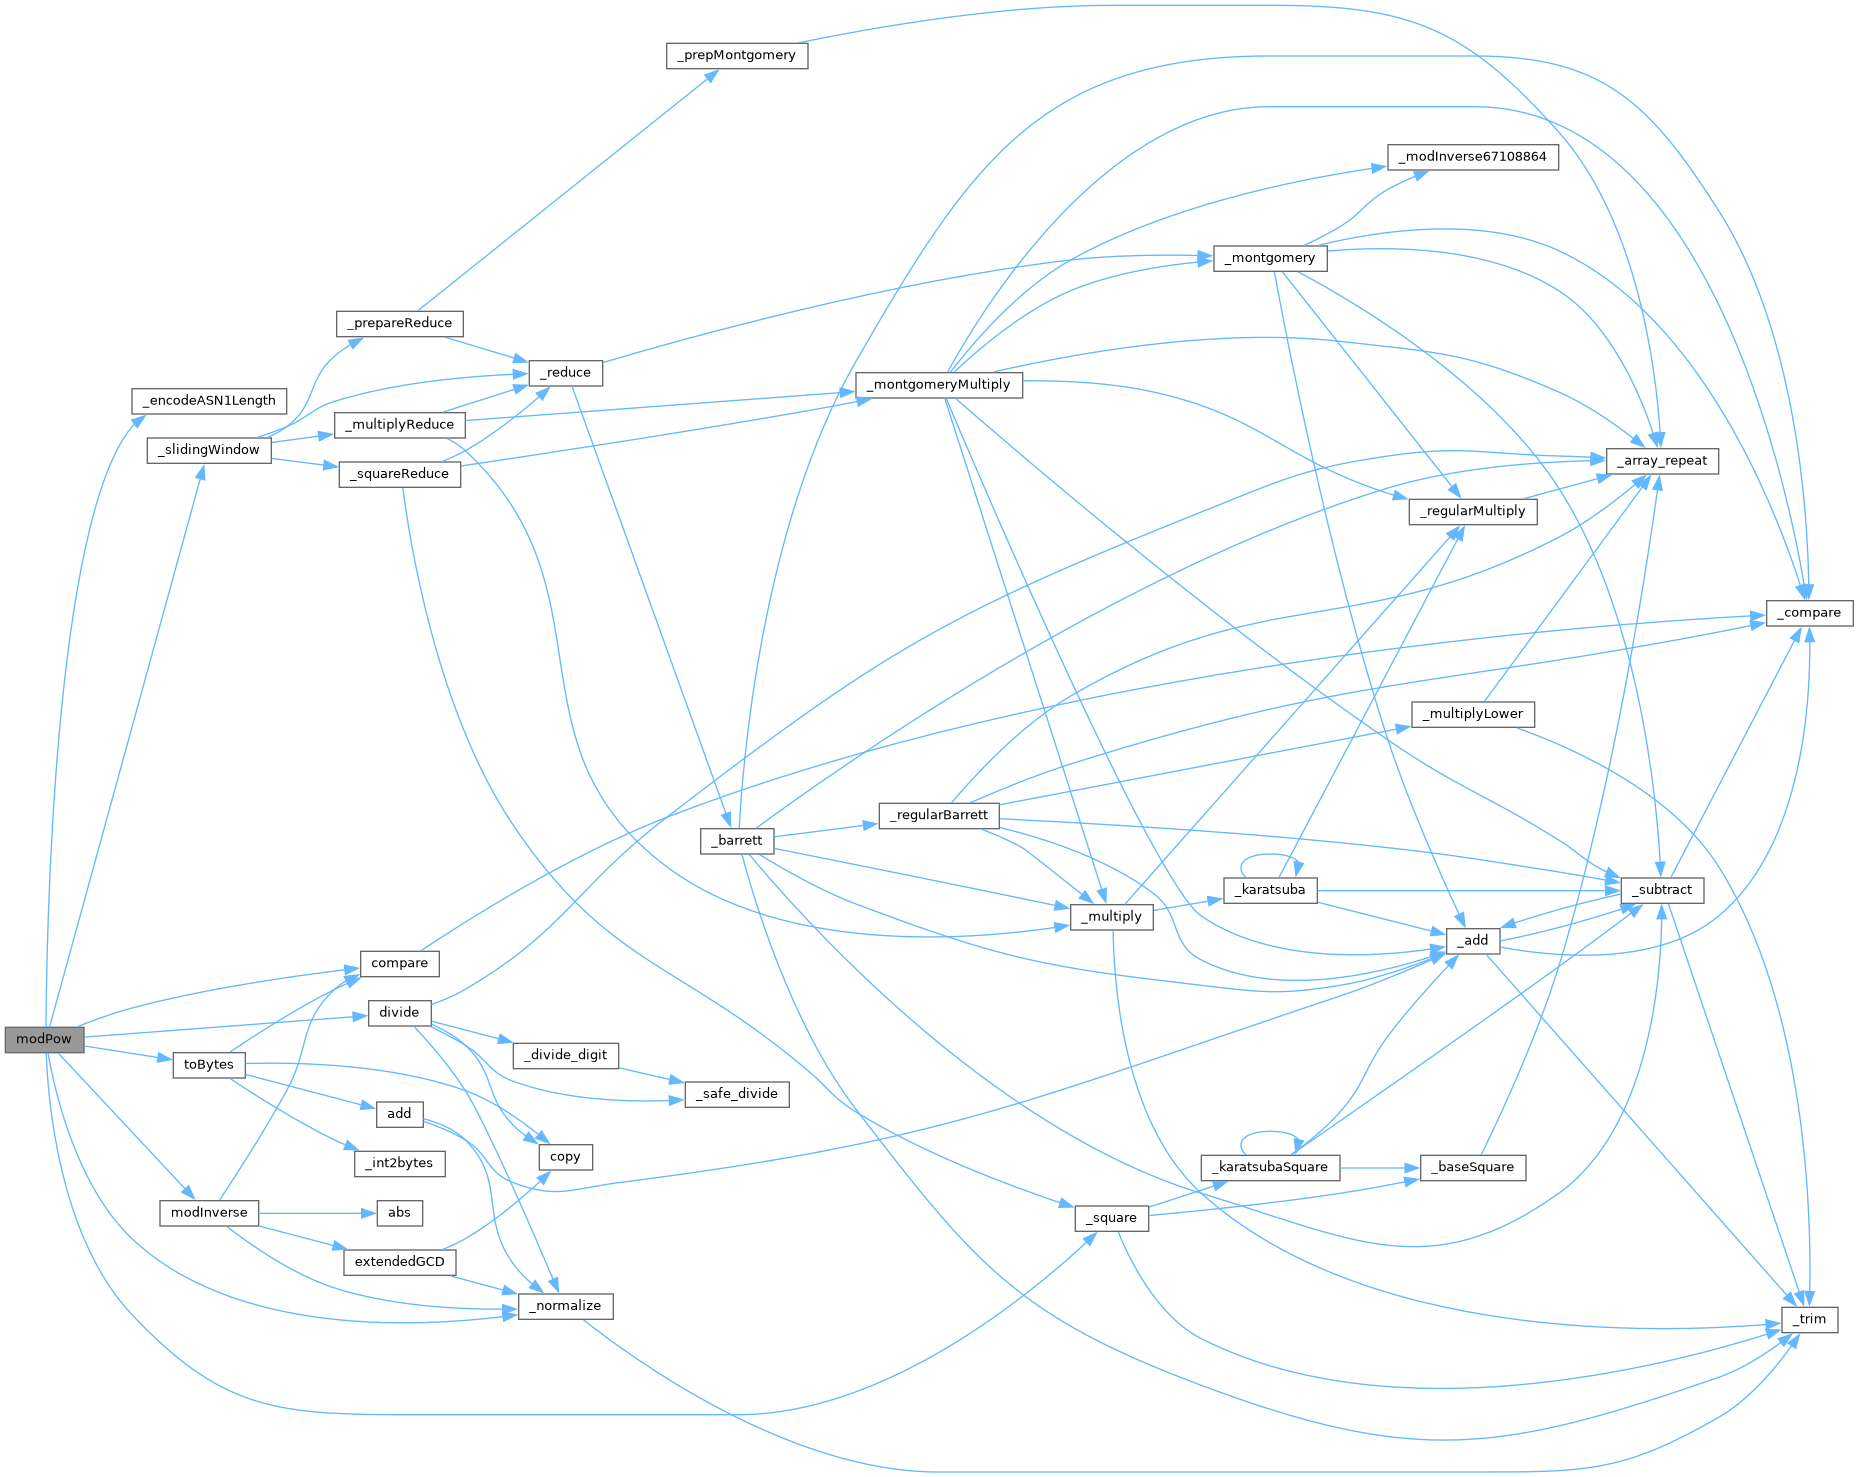 _prepMontgomery
_modInverse67108864
_montgomery
_prepareReduce
_reduce
_montgomeryMultiply
_encodeASN1Length
_multiplyReduce
_slidingWindow
_array_repeat
_squareReduce
_regularMultiply
_compare
_multiplyLower
_regularBarrett
_barrett
_karatsuba
_subtract
_multiply
_add
compare
divide
modPow
_divide_digit
toBytes
_safe_divide
add
copy
_int2bytes
_karatsubaSquare
_baseSquare
modInverse
abs
_square
extendedGCD
_normalize
_trim